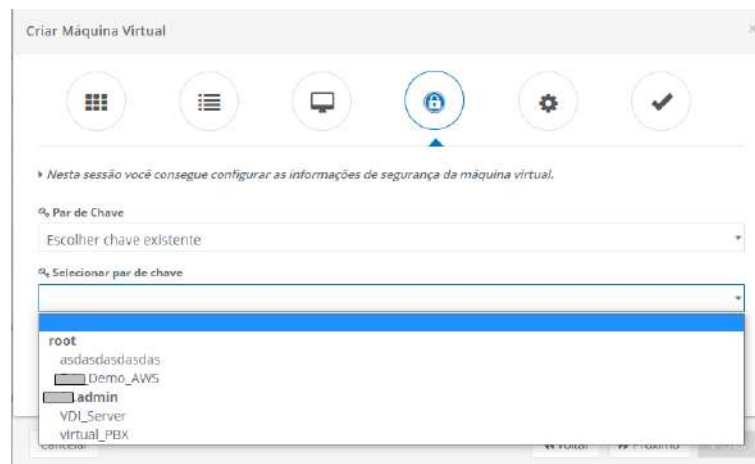 Criar Máquina Virtual
Nesta sessão você consegue configurar as informações de segurança da máquina virtual.
Par de Chave
Escolher chave existente
Selecionar par de chave
root
asdasdasdasdas
Demo_AWS
.admin
VDI_Server
virtual_PBX
Cancelar
Voltar Próximo